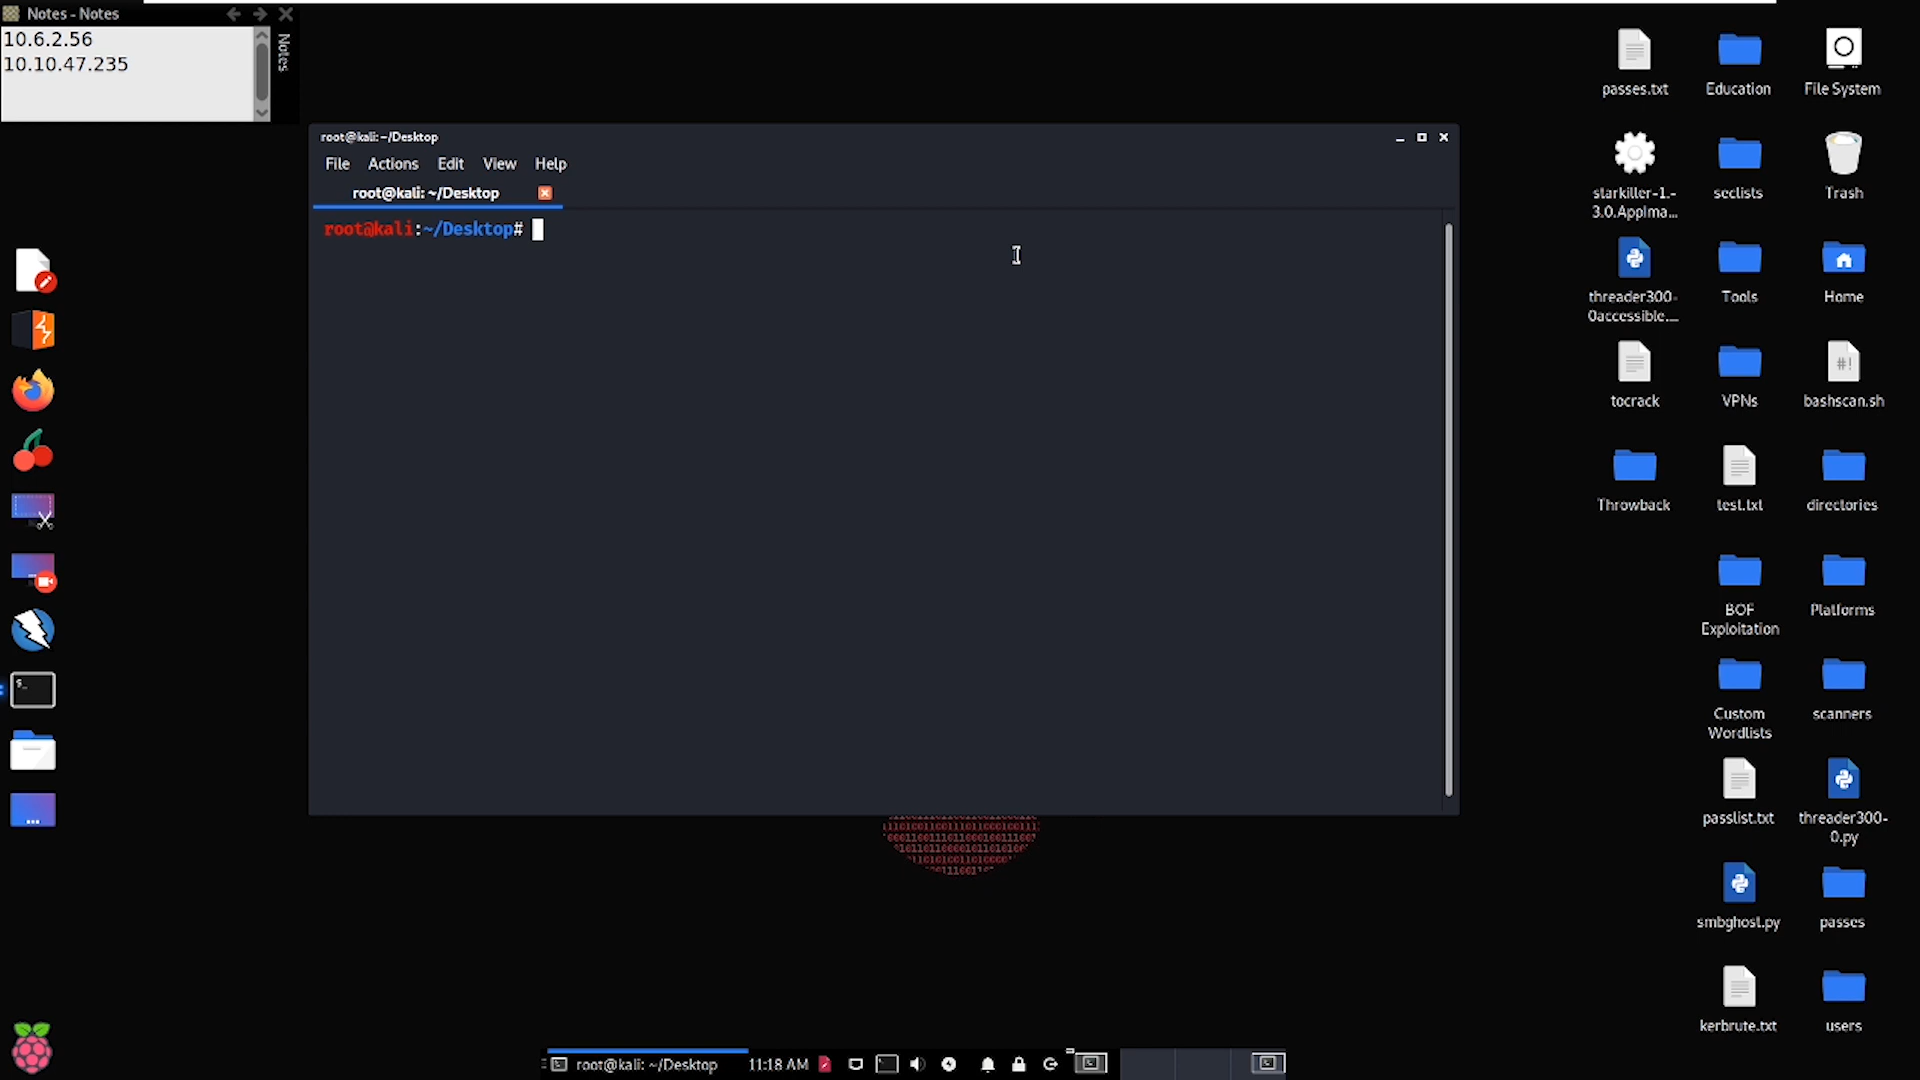 Notes - Notes
10.6.2.56
10.10.47.235
Notes
root@kali:~/Desktop
File Actions Edit View Help
root@kali: ~/Desktop
root@kali:~/Desktop#
passes.txt
Education
File System
starkiller-1.-
3.0.AppIma...
seclists
Trash
threader300-
0accessible....
Tools
Home
tocrack
VPNs
bashscan.sh
Throwback
test.txt
directories
BOF
Exploitation
Platforms
Custom
Wordlists
scanners
passlist.txt
threader300-
0.py
smbghost.py
passes
kerbrute.txt
users
root@kali: ~/Desktop
11:18 AM